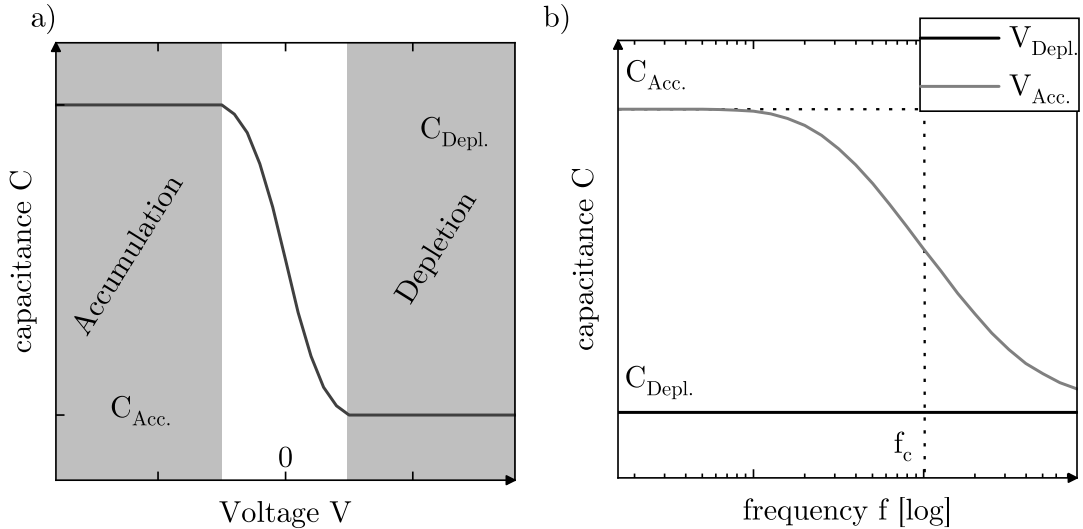 a)
capacitance C
Accumulation
C_Acc.
C_Depl.
Depletion
0
Voltage V
b)
V_Depl.
V_Acc.
capacitance C
C_Acc.
C_Depl.
f_c
frequency f [log]